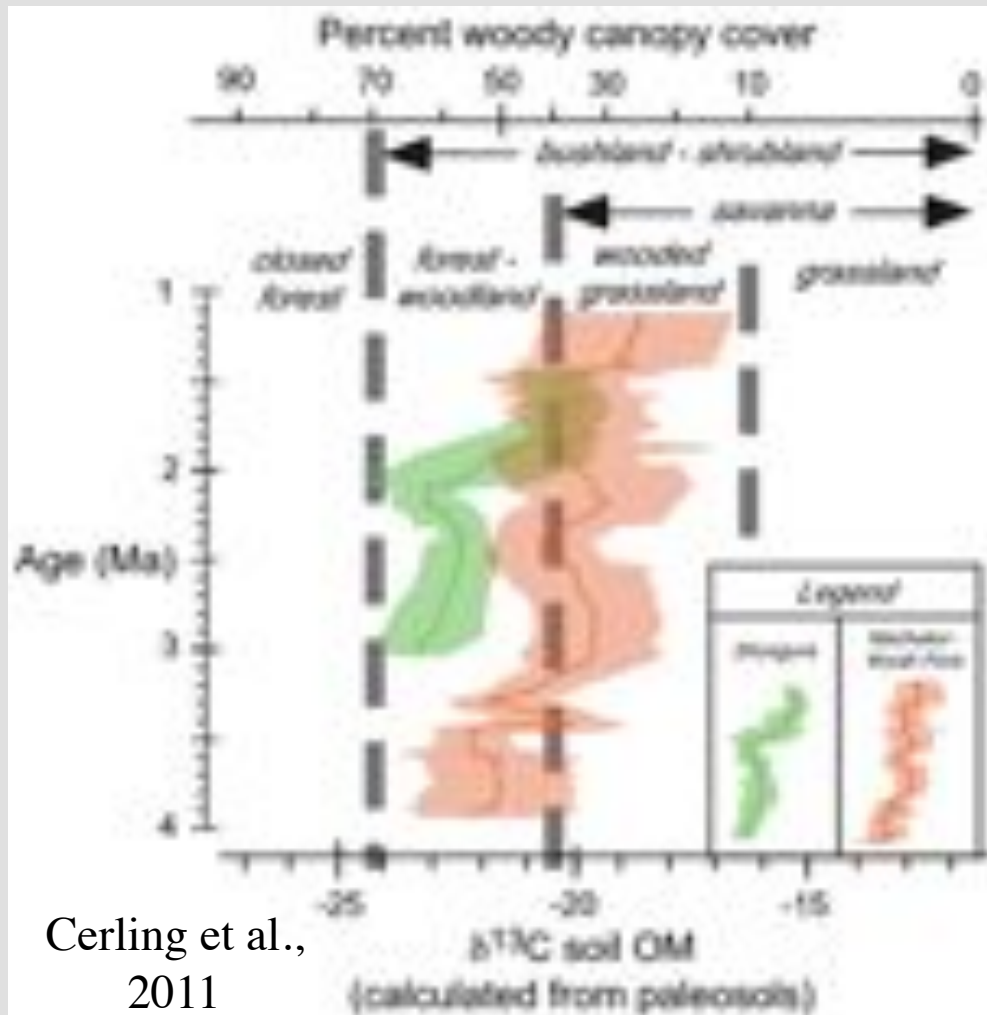 Percent woody canopy cover
90 70 50 30 10 0
bushland - shrubland
savanna
closed forest
forest - woodland
wooded grassland
grassland
1
2
Age (Ma)
3
4
Legend
-25 -20 -15
δ13C soil OM
(calculated from paleosols)
Cerling et al.,
2011